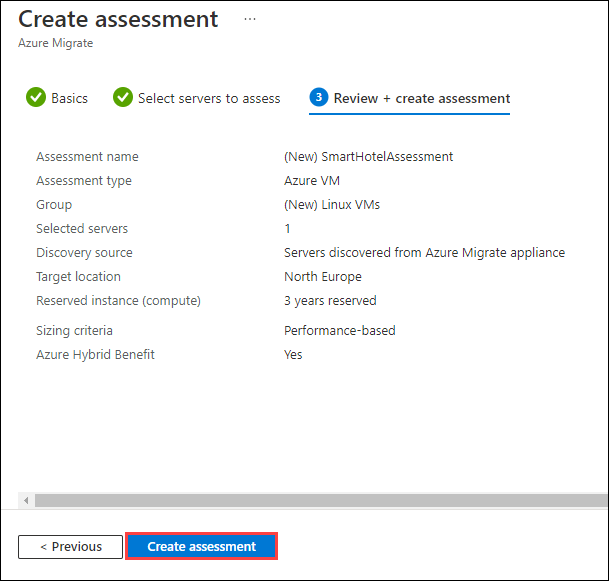 Create assessment ...
Azure Migrate
Basics Select servers to assess 3 Review + create assessment
Assessment name (New) SmartHotelAssessment
Assessment type Azure VM
Group (New) Linux VMs
Selected servers 1
Discovery source Servers discovered from Azure Migrate appliance
Target location North Europe
Reserved instance (compute) 3 years reserved
Sizing criteria Performance-based
Azure Hybrid Benefit Yes
< Previous Create assessment